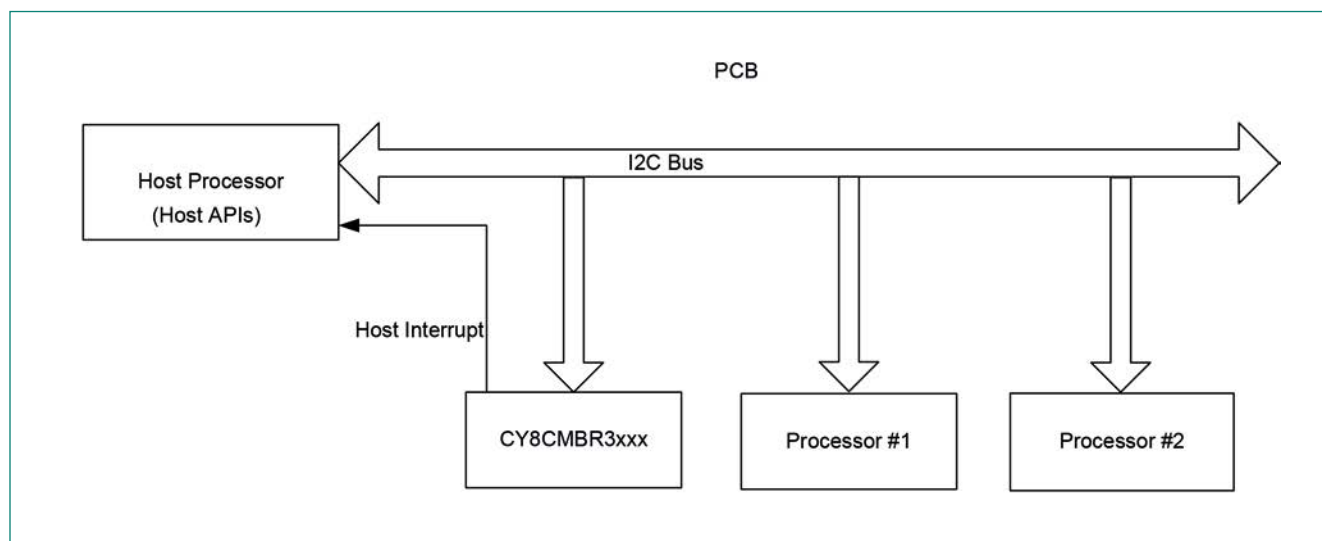 PCB
I2C Bus
Host Processor
(Host APIs)
Host Interrupt
CY8CMBR3xxx
Processor #1
Processor #2